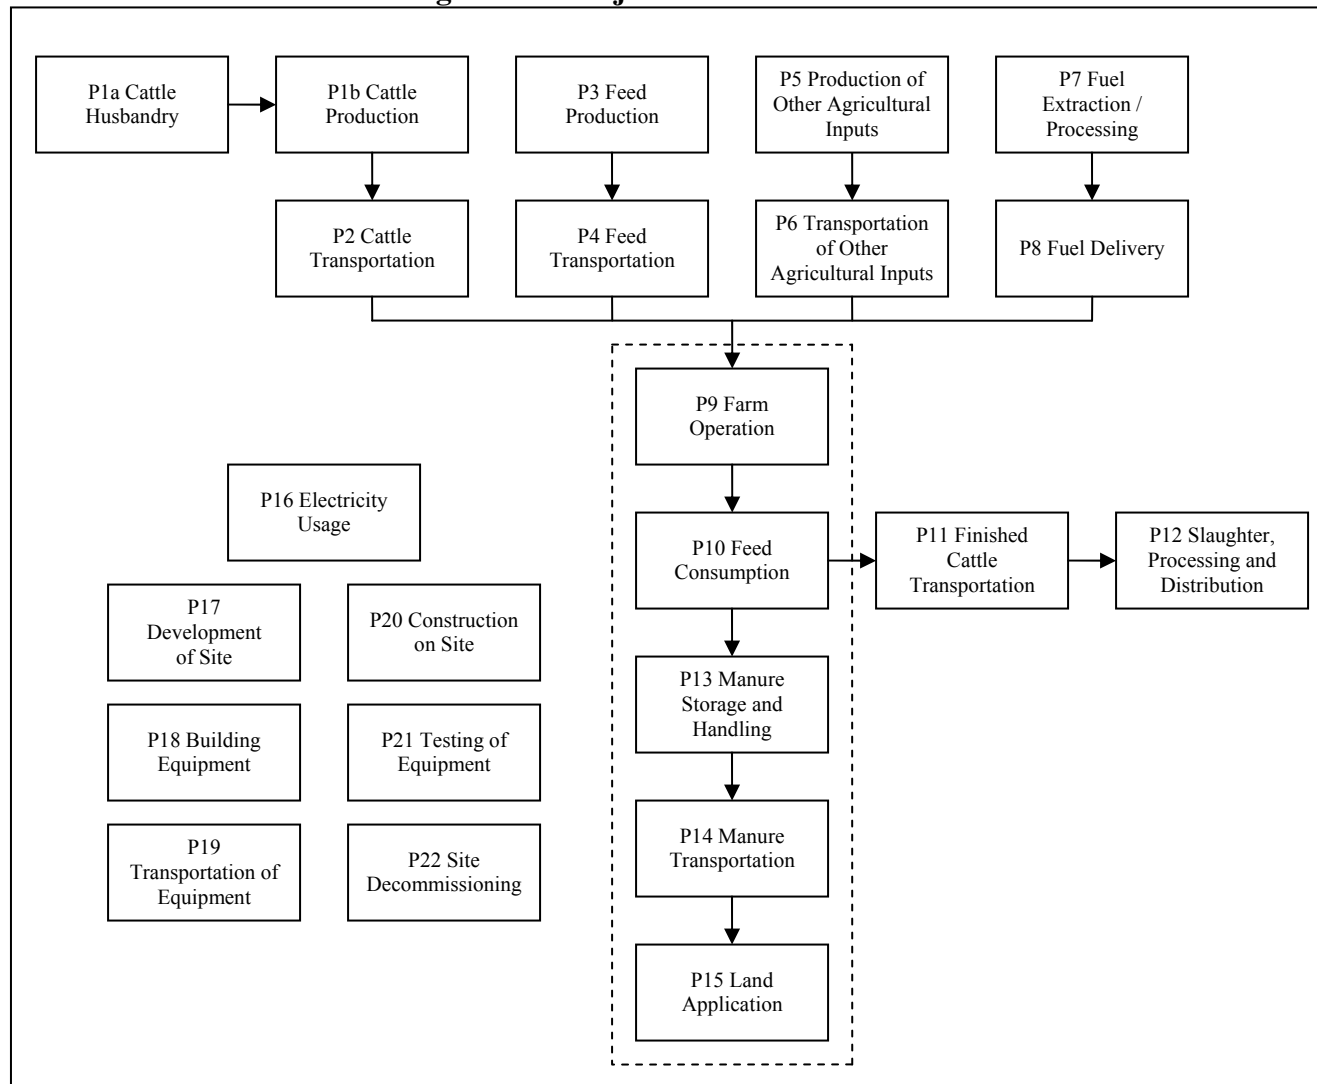 P1a Cattle
Husbandry
P1b Cattle
Production
P3 Feed
Production
P5 Production of
Other Agricultural
Inputs
P7 Fuel
Extraction /
Processing
P2 Cattle
Transportation
P4 Feed
Transportation
P6 Transportation
of Other
Agricultural Inputs
P8 Fuel Delivery
P9 Farm
Operation
P16 Electricity
Usage
P10 Feed
Consumption
P11 Finished
Cattle
Transportation
P12 Slaughter,
Processing and
Distribution
P17
Development
of Site
P20 Construction
on Site
P13 Manure
Storage and
Handling
P18 Building
Equipment
P21 Testing of
Equipment
P14 Manure
Transportation
P19
Transportation of
Equipment
P22 Site
Decommissioning
P15 Land
Application